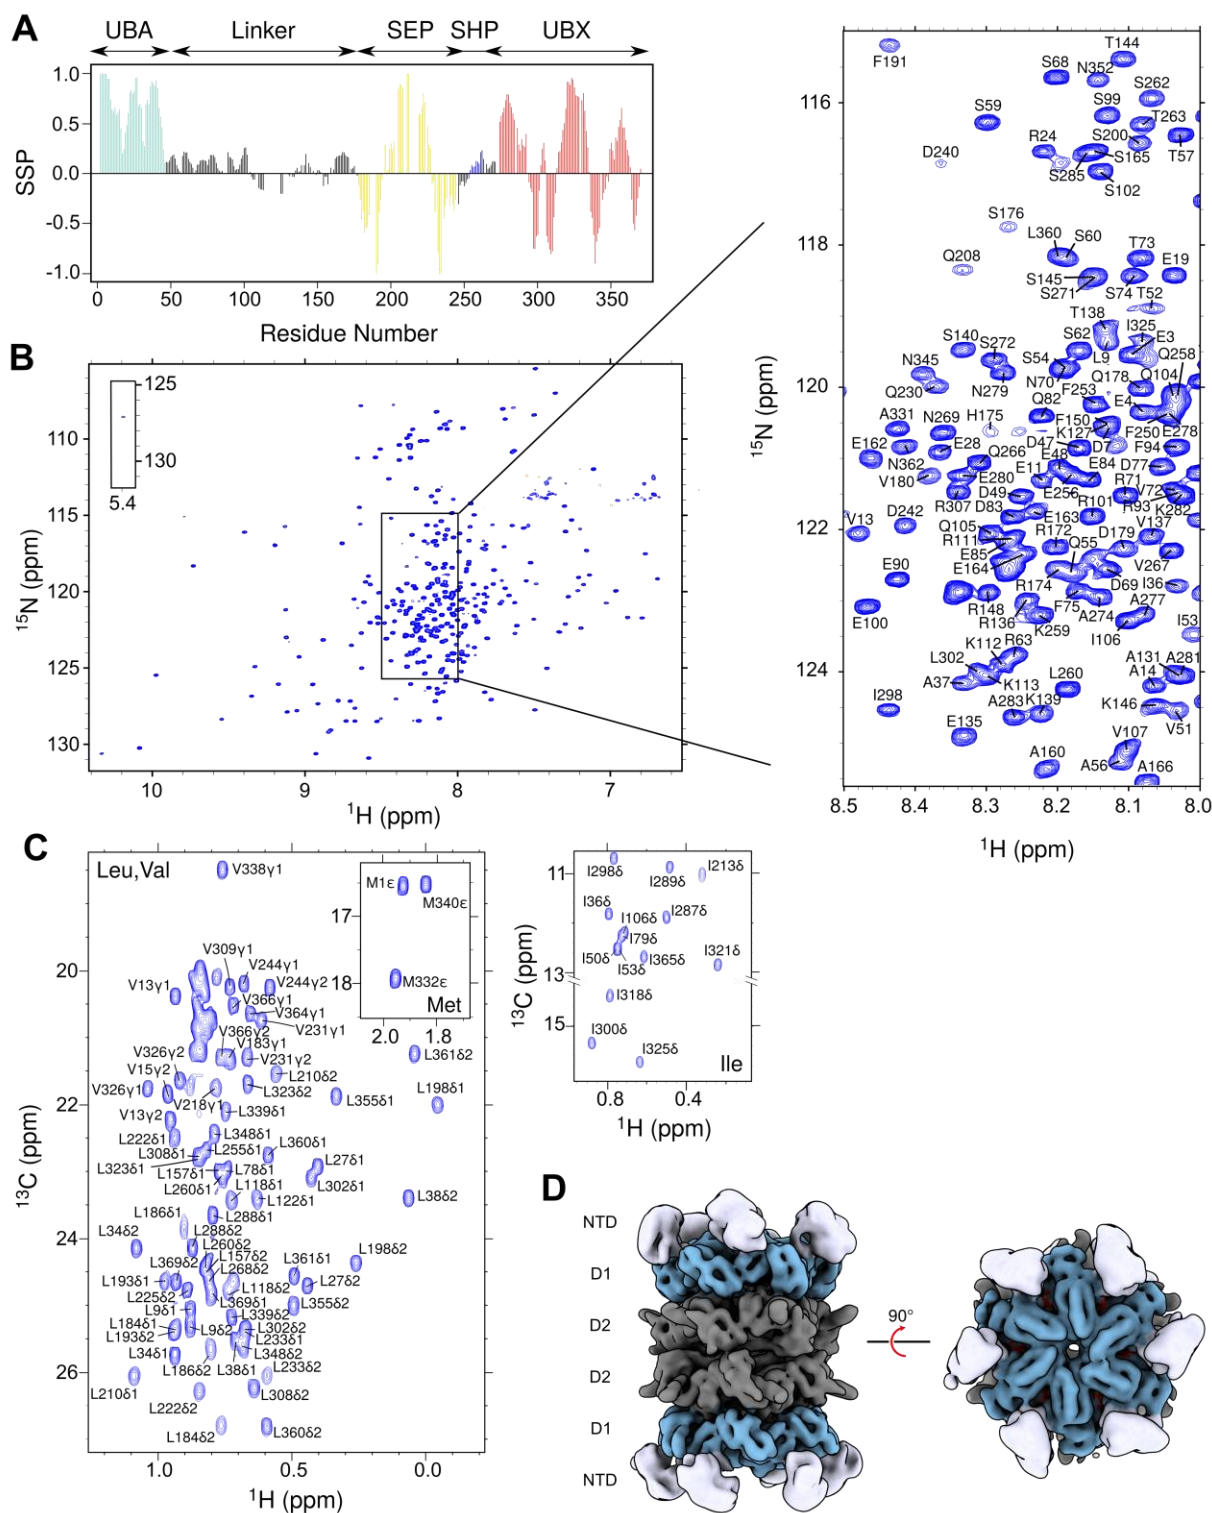 A
UBA Linker SEP SHP UBX
1.0
0.5
0.0
-0.5
-1.0
SSP
0 50 100 150 200 250 300 350
Residue Number
B
125
130
5.4
110
115
120
125
130
15N (ppm)
10 9 8 7
1H (ppm)
F191
T144
S68 N352
S262
116
S59
S99
T263
R24
S200
D240
S165
T57
S285
S102
S176
118
L360 S60
T73
Q208
E19
S145
S271
S74 T52
T138
I325
S140 S272
S62
L9
E3
Q258
N345
S54
N70
Q178 Q104
Q230
N279
F253
120
Q82
E4
A331 N269
H175
F150
K127
F250 E278
E162
E28
D47
D7
F94
N362
Q266
E48
E84
D77
V180
E280
E11
E256
R71
V72
D49
R101
R93
K282
R307
D83
V13
D242
E163
122
Q105
R172
Q55
D179
V137
R111
E85
V267
E164
E90
R174
D69
I36
R148
F75
A274
A277
E100
R136
K259
I106
I53
K112 R63
L302
A131 A281
124
A37
K113
L260
A14
I298
A283 K139
K146
V51
E135
V107
A160
A56
A166
15N (ppm)
8.5 8.4 8.3 8.2 8.1 8.0
1H (ppm)
C
Leu,Val
V338γ1
M1ε
M340ε
17
M332ε
18
Met
2.0 1.8
V309γ1
V244γ1
20
V13γ1
V244γ2
V366γ1
V364γ1
V231γ1
V366γ2
V183γ1
V326γ2
V231γ2
L361δ2
V15γ2
L210δ2
V326γ1
L323δ2
L198δ1
V218γ1
L355δ1
22
V13γ2
L339δ1
L222δ1
L348δ1
L308δ1
L255δ1
L360δ1
L323δ1
L27δ1
L157δ1
L78δ1
L302δ1
L260δ1
L118δ1
L122δ1
L38δ2
L186δ1
L288δ1
L34δ2
L288δ2
24
L260δ2
L157δ2
L198δ2
L369δ2
L268δ2
L361δ1
L193δ1
L27δ2
L225δ2
L118δ2
L369δ1
L355δ2
L9δ1
L339δ2
L184δ1
L302δ2
L193δ2
L9δ2
L233δ1
L34δ1
L348δ2
L186δ2
L38δ1
26
L233δ2
L210δ1
L308δ2
L222δ2
L184δ2
L360δ2
13C (ppm)
1.0 0.5 0.0
1H (ppm)
11
I298δ
I213δ
I289δ
I36δ
I106δ
I287δ
I79δ
I50δ
I365δ
I321δ
I53δ
13
I318δ
15
I300δ
I325δ
Ile
13C (ppm)
0.8 0.4
1H (ppm)
D
NTD
D1
D2
90°
D2
D1
NTD